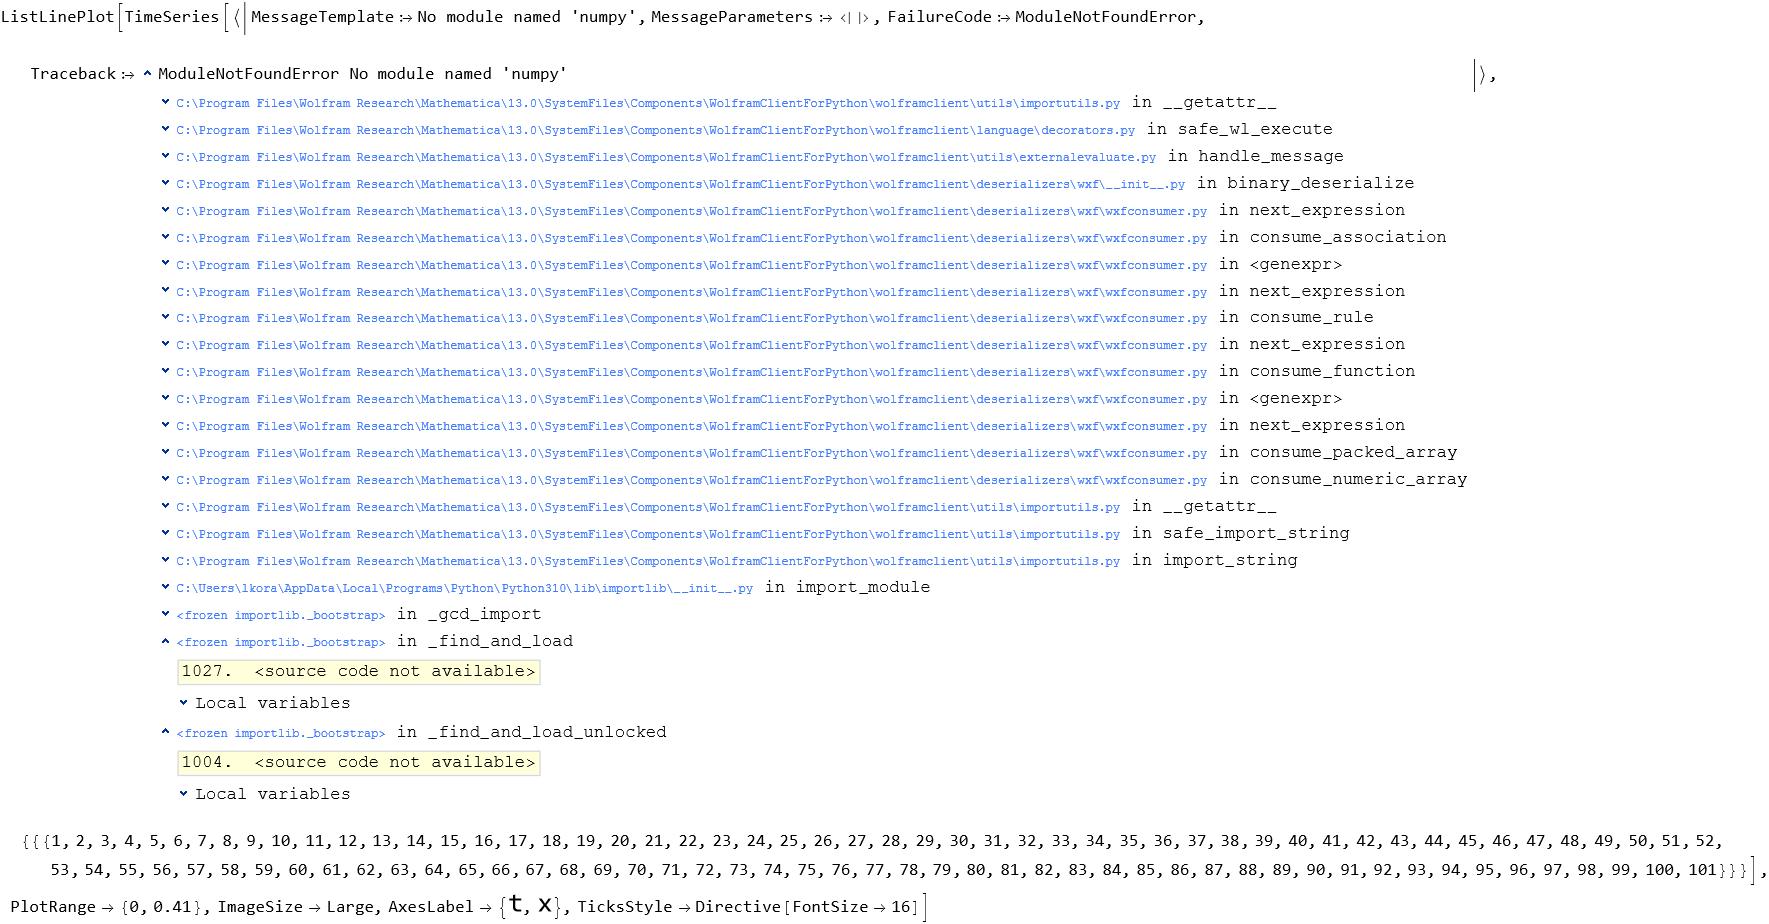 ListLinePlot[TimeSeries[<|MessageTemplate :→ No module named 'numpy', MessageParameters :→ <| |>, FailureCode :→ ModuleNotFoundError,
Traceback :→ ^ ModuleNotFoundError No module named 'numpy' |>,
C:\Program Files\Wolfram Research\Mathematica\13.0\SystemFiles\Components\WolframClientForPython\wolframclient\utils\importutils.py in __getattr__
C:\Program Files\Wolfram Research\Mathematica\13.0\SystemFiles\Components\WolframClientForPython\wolframclient\language\decorators.py in safe_wl_execute
C:\Program Files\Wolfram Research\Mathematica\13.0\SystemFiles\Components\WolframClientForPython\wolframclient\utils\externalevaluate.py in handle_message
C:\Program Files\Wolfram Research\Mathematica\13.0\SystemFiles\Components\WolframClientForPython\wolframclient\deserializers\wxf\__init__.py in binary_deserialize
C:\Program Files\Wolfram Research\Mathematica\13.0\SystemFiles\Components\WolframClientForPython\wolframclient\deserializers\wxf\wxfconsumer.py in next_expression
C:\Program Files\Wolfram Research\Mathematica\13.0\SystemFiles\Components\WolframClientForPython\wolframclient\deserializers\wxf\wxfconsumer.py in consume_association
C:\Program Files\Wolfram Research\Mathematica\13.0\SystemFiles\Components\WolframClientForPython\wolframclient\deserializers\wxf\wxfconsumer.py in <genexpr>
C:\Program Files\Wolfram Research\Mathematica\13.0\SystemFiles\Components\WolframClientForPython\wolframclient\deserializers\wxf\wxfconsumer.py in next_expression
C:\Program Files\Wolfram Research\Mathematica\13.0\SystemFiles\Components\WolframClientForPython\wolframclient\deserializers\wxf\wxfconsumer.py in consume_rule
C:\Program Files\Wolfram Research\Mathematica\13.0\SystemFiles\Components\WolframClientForPython\wolframclient\deserializers\wxf\wxfconsumer.py in next_expression
C:\Program Files\Wolfram Research\Mathematica\13.0\SystemFiles\Components\WolframClientForPython\wolframclient\deserializers\wxf\wxfconsumer.py in consume_function
C:\Program Files\Wolfram Research\Mathematica\13.0\SystemFiles\Components\WolframClientForPython\wolframclient\deserializers\wxf\wxfconsumer.py in <genexpr>
C:\Program Files\Wolfram Research\Mathematica\13.0\SystemFiles\Components\WolframClientForPython\wolframclient\deserializers\wxf\wxfconsumer.py in next_expression
C:\Program Files\Wolfram Research\Mathematica\13.0\SystemFiles\Components\WolframClientForPython\wolframclient\deserializers\wxf\wxfconsumer.py in consume_packed_array
C:\Program Files\Wolfram Research\Mathematica\13.0\SystemFiles\Components\WolframClientForPython\wolframclient\deserializers\wxf\wxfconsumer.py in consume_numeric_array
C:\Program Files\Wolfram Research\Mathematica\13.0\SystemFiles\Components\WolframClientForPython\wolframclient\utils\importutils.py in __getattr__
C:\Program Files\Wolfram Research\Mathematica\13.0\SystemFiles\Components\WolframClientForPython\wolframclient\utils\importutils.py in safe_import_string
C:\Program Files\Wolfram Research\Mathematica\13.0\SystemFiles\Components\WolframClientForPython\wolframclient\utils\importutils.py in import_string
C:\Users\lkora\AppData\Local\Programs\Python\Python310\lib\importlib\__init__.py in import_module
<frozen importlib._bootstrap> in _gcd_import
<frozen importlib._bootstrap> in _find_and_load
1027. <source code not available>
Local variables
<frozen importlib._bootstrap> in _find_and_load_unlocked
1004. <source code not available>
Local variables
{{{1, 2, 3, 4, 5, 6, 7, 8, 9, 10, 11, 12, 13, 14, 15, 16, 17, 18, 19, 20, 21, 22, 23, 24, 25, 26, 27, 28, 29, 30, 31, 32, 33, 34, 35, 36, 37, 38, 39, 40, 41, 42, 43, 44, 45, 46, 47, 48, 49, 50, 51, 52,
53, 54, 55, 56, 57, 58, 59, 60, 61, 62, 63, 64, 65, 66, 67, 68, 69, 70, 71, 72, 73, 74, 75, 76, 77, 78, 79, 80, 81, 82, 83, 84, 85, 86, 87, 88, 89, 90, 91, 92, 93, 94, 95, 96, 97, 98, 99, 100, 101}}}],
PlotRange → {0, 0.41}, ImageSize → Large, AxesLabel → {t, x}, TicksStyle → Directive[FontSize → 16]]